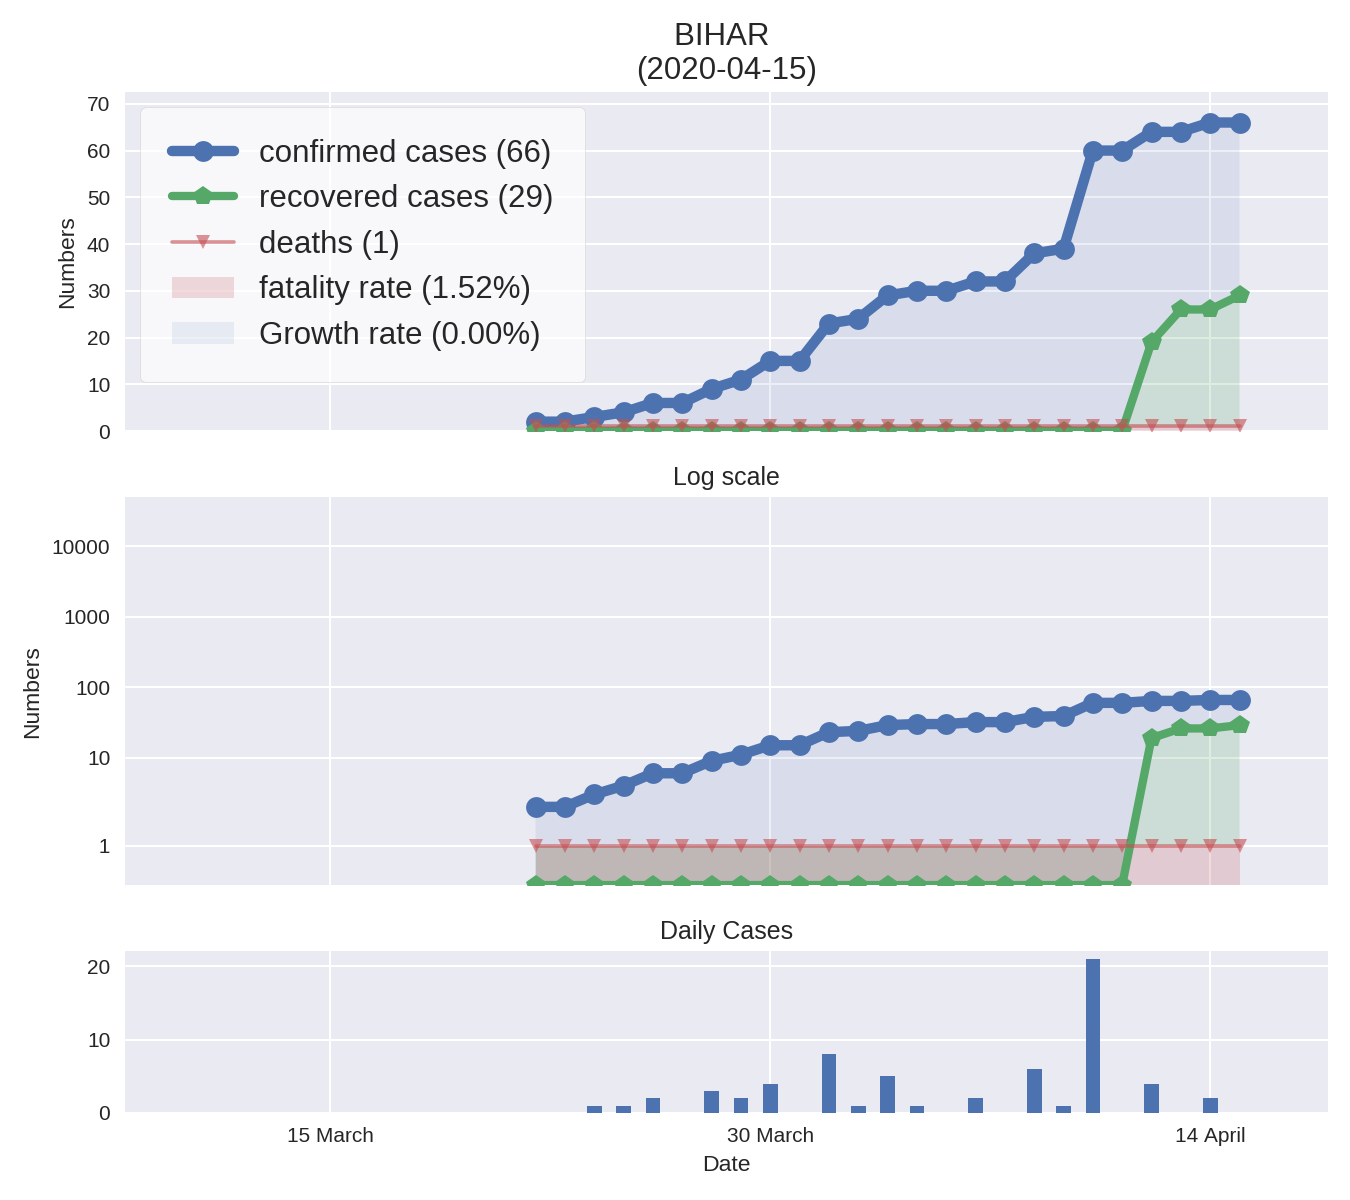 BIHAR
(2020-04-15)
Numbers
70
60
50
40
30
20
10
0
confirmed cases (66)
recovered cases (29)
deaths (1)
fatality rate (1.52%)
Growth rate (0.00%)
Log scale
Numbers
10000
1000
100
10
1
Daily Cases
20
10
0
15 March
30 March
14 April
Date